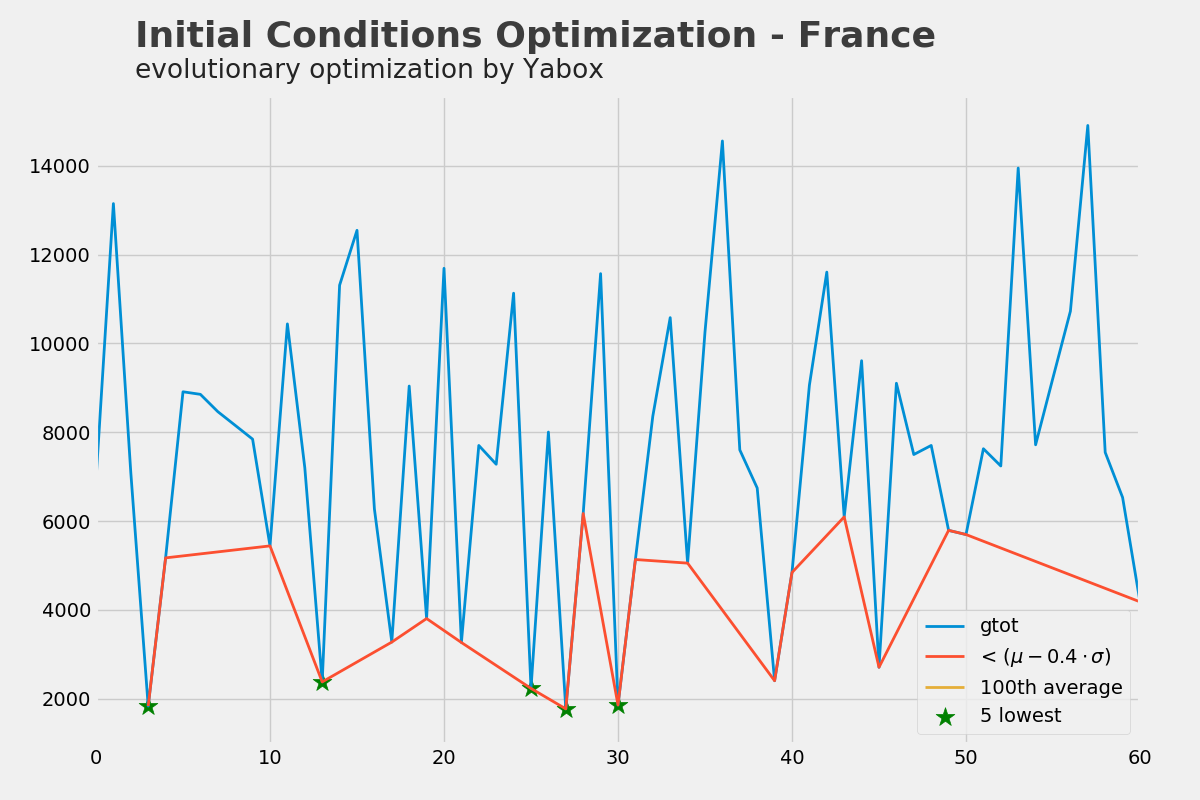 Initial Conditions Optimization - France
evolutionary optimization by Yabox
14000
12000
10000
8000
6000
4000
2000
0 10 20 30 40 50 60
gtot
< (μ − 0.4 · σ)
100th average
5 lowest